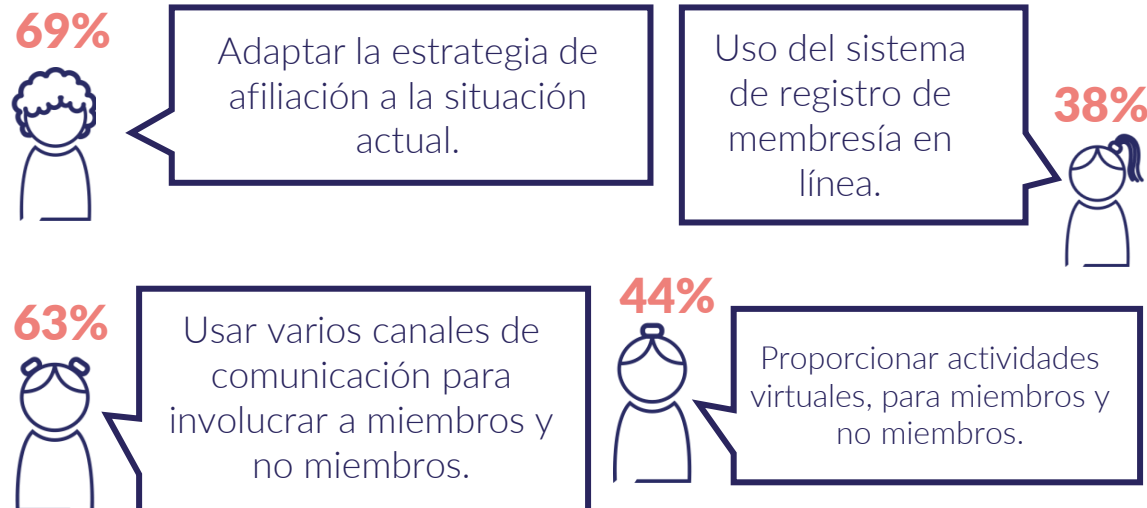 69%
Adaptar la estrategia de
afiliación a la situación
actual.
Uso del sistema
de registro de
membresía en
línea.
38%
63%
Usar varios canales de
comunicación para
involucrar a miembros y
no miembros.
44%
Proporcionar actividades
virtuales, para miembros y
no miembros.